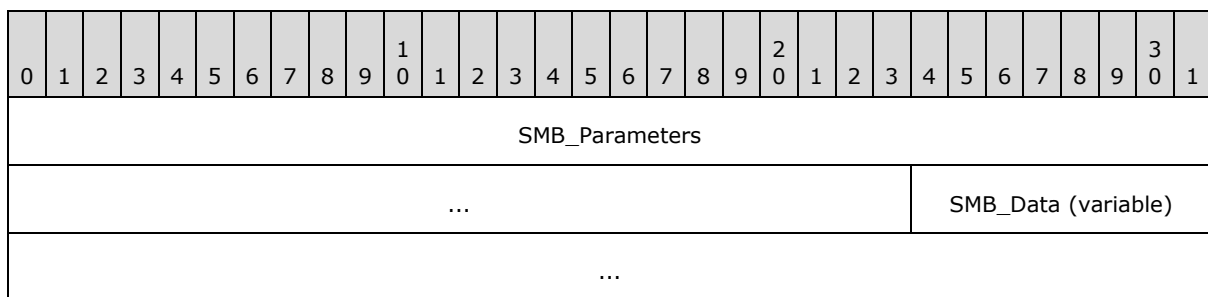 0 1 2 3 4 5 6 7 8 9 10 1 2 3 4 5 6 7 8 9 20 1 2 3 4 5 6 7 8 9 30 1
SMB_Parameters
... SMB_Data (variable)
...